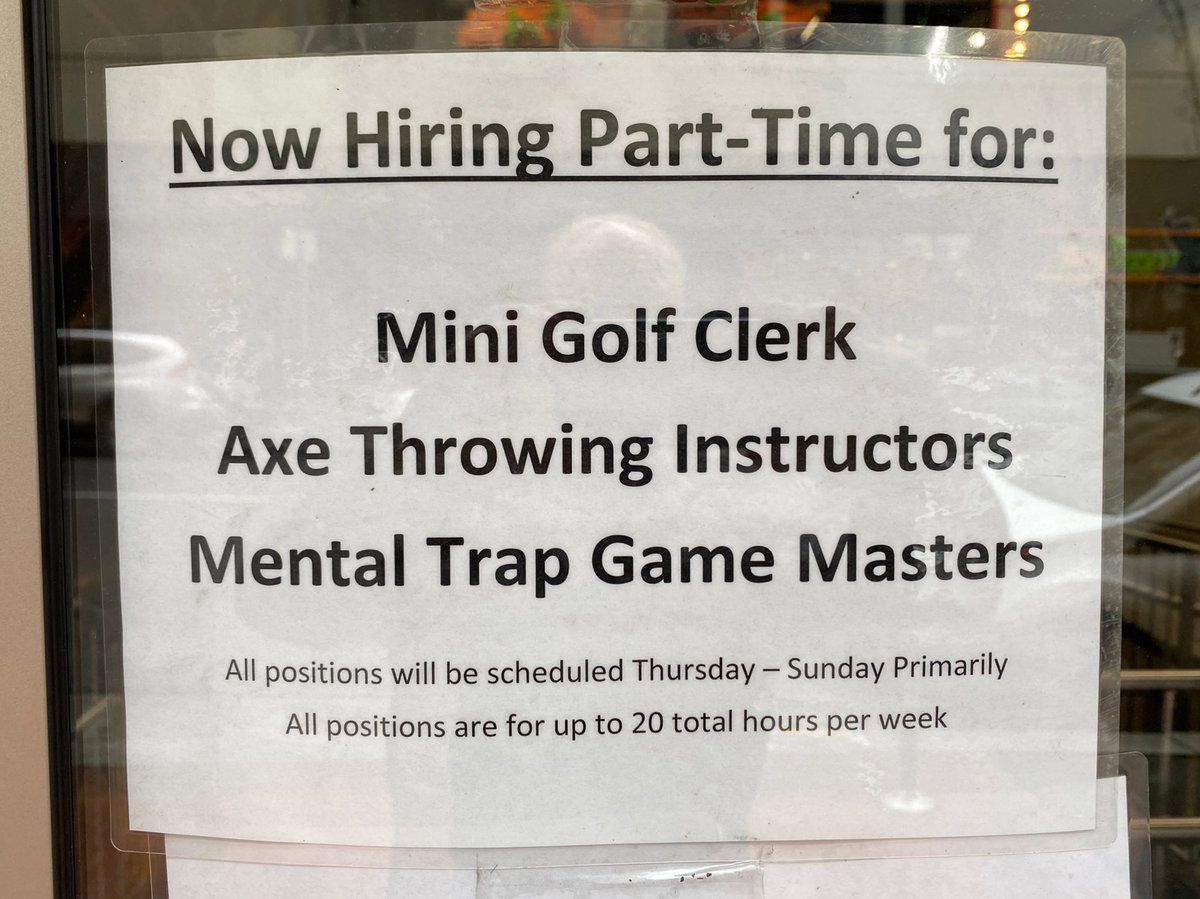 Now Hiring Part-Time for:
Mini Golf Clerk
Axe Throwing Instructors
Mental Trap Game Masters
All positions will be scheduled Thursday – Sunday Primarily
All positions are for up to 20 total hours per week